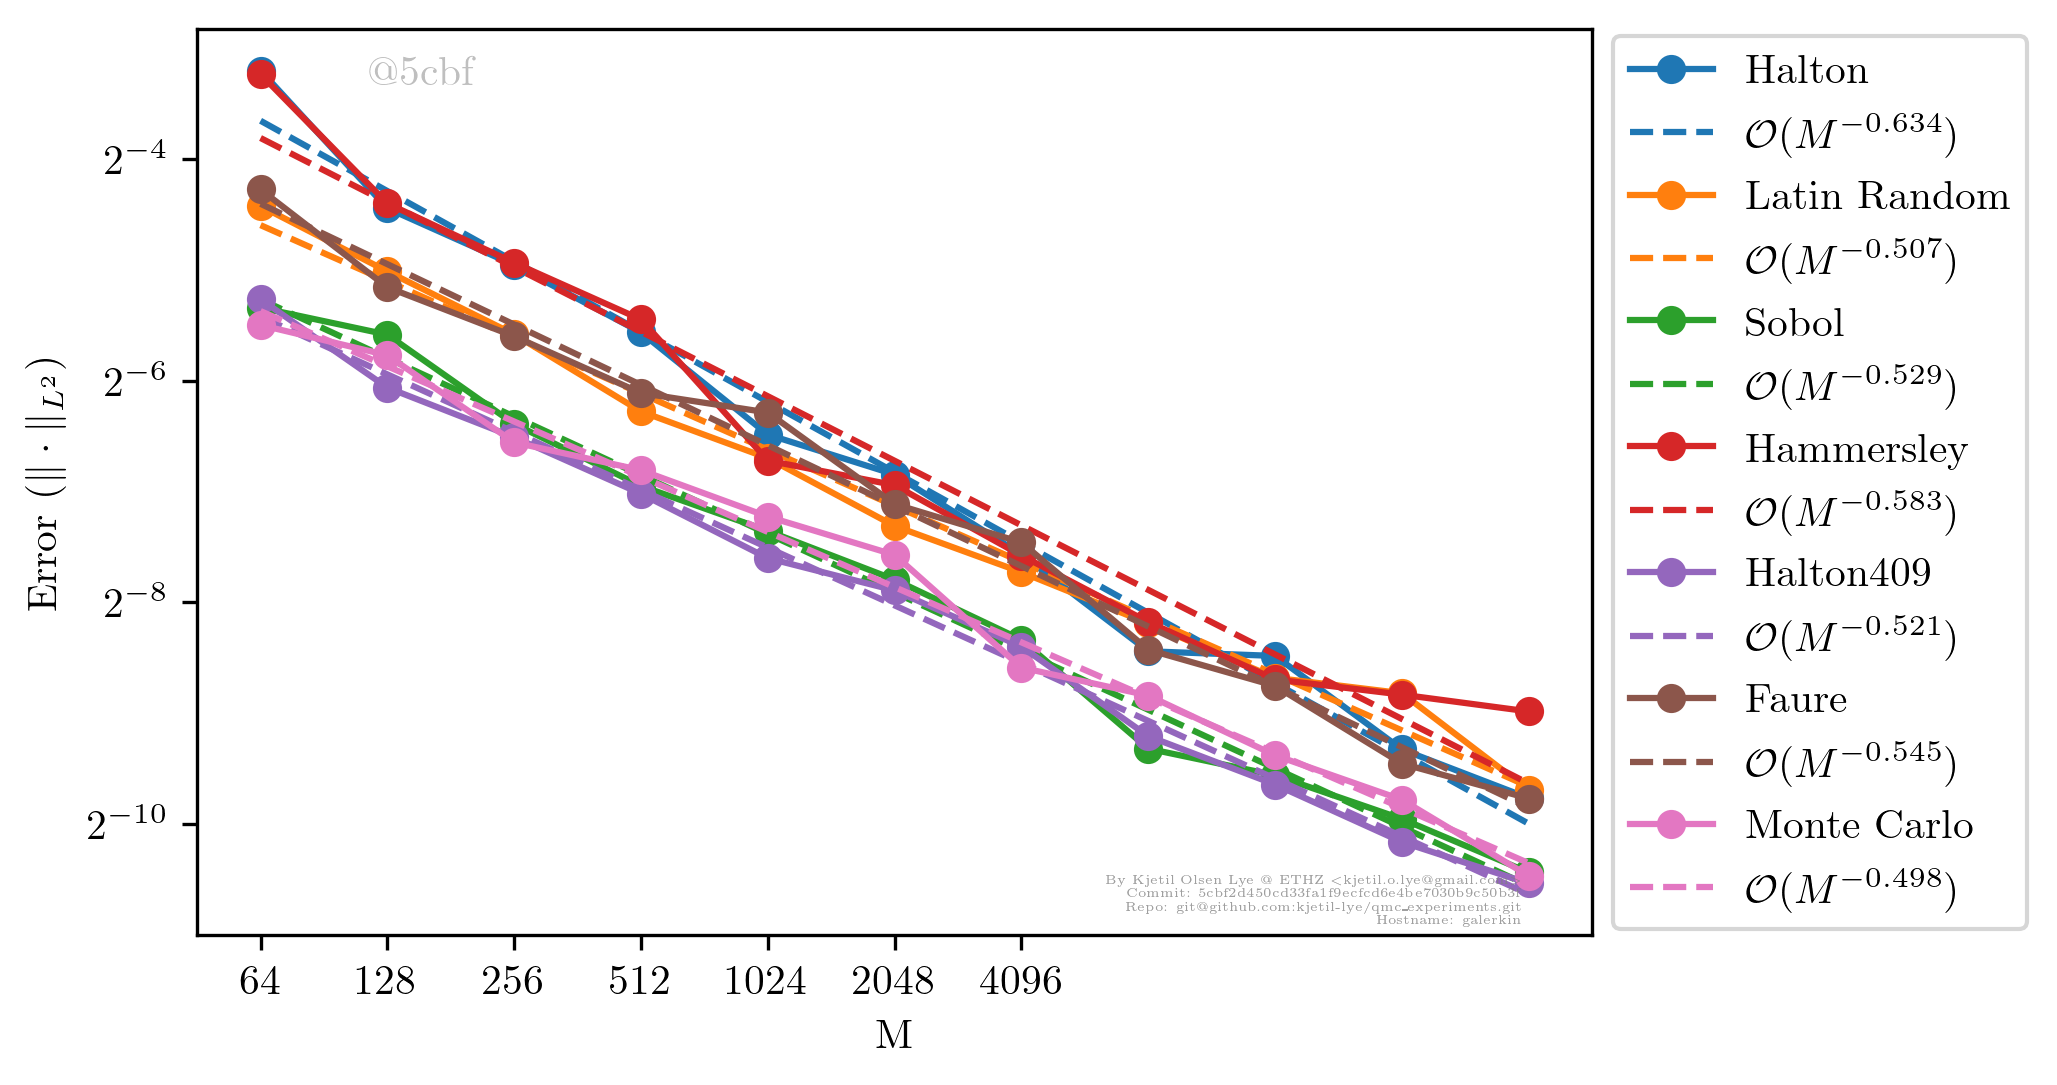 @5cbf
Error (|| · ||_{L^2})
2^{-4}
2^{-6}
2^{-8}
2^{-10}
64 128 256 512 1024 2048 4096
M
Halton
𝒪(M^{-0.634})
Latin Random
𝒪(M^{-0.507})
Sobol
𝒪(M^{-0.529})
Hammersley
𝒪(M^{-0.583})
Halton409
𝒪(M^{-0.521})
Faure
𝒪(M^{-0.545})
Monte Carlo
𝒪(M^{-0.498})
By Kjetil Olsen Lye @ ETHZ
Commit:
Repo: git@github.com:kjetil-lye/qmc_experiments.git
Hostname: galerkin